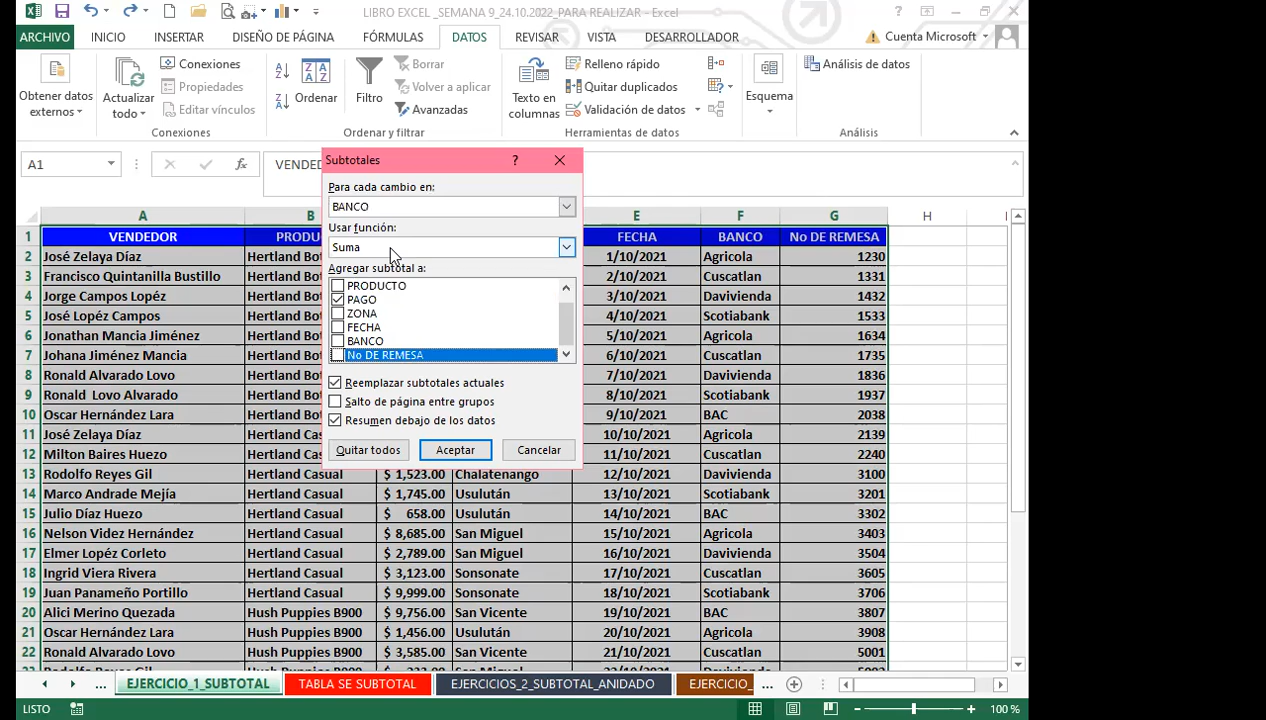 LIBRO EXCEL _SEMANA 9_24.10.2022_PARA REALIZAR - Excel
ARCHIVO INICIO INSERTAR DISEÑO DE PÁGINA FÓRMULAS DATOS REVISAR VISTA DESARROLLADOR Cuenta Microsoft
Obtener datos externos
Actualizar todo
Conexiones
Propiedades
Editar vínculos
Conexiones
Ordenar
Filtro
Borrar
Volver a aplicar
Avanzadas
Ordenar y filtrar
Texto en columnas
Relleno rápido
Quitar duplicados
Validación de datos
Herramientas de datos
Esquema
Análisis de datos
Análisis
A1 fx VENDED
Subtotales ?
Para cada cambio en:
BANCO
Usar función:
Suma
Agregar subtotal a:
PRODUCTO
PAGO
ZONA
FECHA
BANCO
No DE REMESA
Reemplazar subtotales actuales
Salto de página entre grupos
Resumen debajo de los datos
Quitar todos Aceptar Cancelar
A B E F G H I
1 VENDEDOR PRODU FECHA BANCO No DE REMESA
2 José Zelaya Díaz Hertland Bot 1/10/2021 Agricola 1230
3 Francisco Quintanilla Bustillo Hertland Bot 2/10/2021 Cuscatlan 1331
4 Jorge Campos Lopéz Hertland Bot 3/10/2021 Davivienda 1432
5 José Lopéz Campos Hertland Bot 4/10/2021 Scotiabank 1533
6 Jonathan Mancia Jiménez Hertland Bot 5/10/2021 Agricola 1634
7 Johana Jiménez Mancia Hertland Bot 6/10/2021 Cuscatlan 1735
8 Ronald Alvarado Lovo Hertland Bot 7/10/2021 Davivienda 1836
9 Ronald Lovo Alvarado Hertland Bot 8/10/2021 Scotiabank 1937
10 Oscar Hernández Lara Hertland Bot 9/10/2021 BAC 2038
11 José Zelaya Díaz Hertland Cas 10/10/2021 Agricola 2139
12 Milton Baires Huezo Hertland Cas 11/10/2021 Cuscatlan 2240
13 Rodolfo Reyes Gil Hertland Casual $ 1,523.00 Chalatenango 12/10/2021 Davivienda 3100
14 Marco Andrade Mejía Hertland Casual $ 1,745.00 Usulután 13/10/2021 Scotiabank 3201
15 Julio Díaz Huezo Hertland Casual $ 658.00 Usulután 14/10/2021 BAC 3302
16 Nelson Videz Hernández Hertland Casual $ 8,685.00 San Miguel 15/10/2021 Agricola 3403
17 Elmer Lopéz Corleto Hertland Casual $ 2,789.00 San Miguel 16/10/2021 Davivienda 3504
18 Ingrid Viera Rivera Hertland Casual $ 3,123.00 Sonsonate 17/10/2021 Cuscatlan 3605
19 Juan Panameño Portillo Hertland Casual $ 9,999.00 Sonsonate 18/10/2021 Scotiabank 3706
20 Alici Merino Quezada Hush Puppies B900 $ 9,756.00 San Vicente 19/10/2021 BAC 3807
21 Oscar Hernández Lara Hush Puppies B900 $ 1,456.00 Usulután 20/10/2021 Agricola 3908
22 Ronald Alvarado Lovo Hush Puppies B900 $ 3,585.00 San Vicente 21/10/2021 Cuscatlan 5001
... EJERCICIO_1_SUBTOTAL TABLA SE SUBTOTAL EJERCICIOS_2_SUBTOTAL_ANIDADO EJERCICIO_ ...
LISTO 100 %